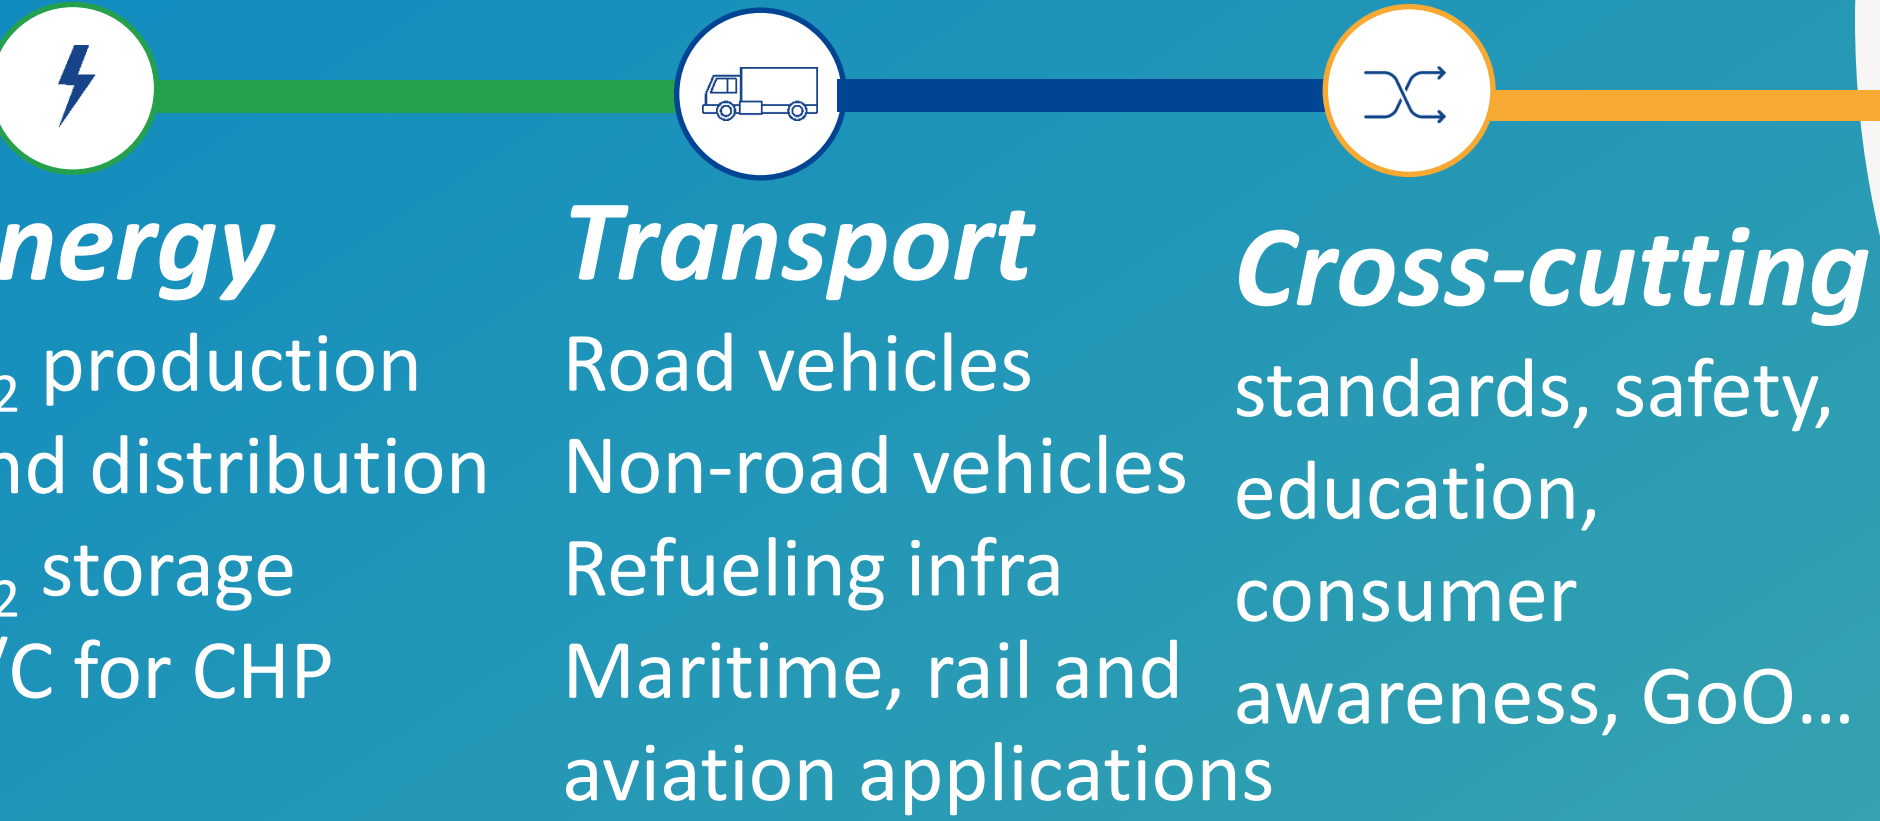 nergy
₂ production
nd distribution
₂ storage
/C for CHP
Transport
Road vehicles
Non-road vehicles
Refueling infra
Maritime, rail and
aviation applications
Cross-cutting
standards, safety,
education,
consumer
awareness, GoO...